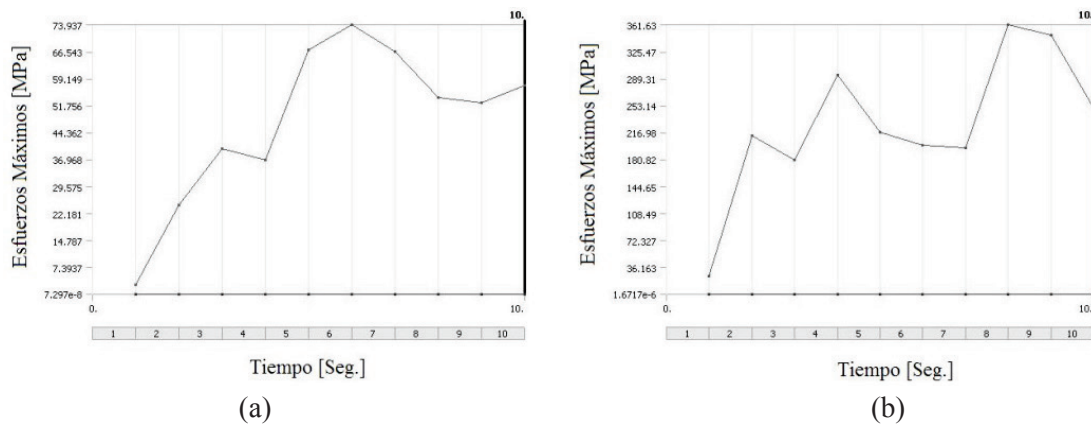 10.
73.937
66.543
59.149
51.756
44.362
36.968
29.575
22.181
14.787
7.3937
7.297e-8
Esfuerzos Máximos [MPa]
0.
10.
1 2 3 4 5 6 7 8 9 10
Tiempo [Seg.]
(a)
10.
361.63
325.47
289.31
253.14
216.98
180.82
144.65
108.49
72.327
36.163
1.6717e-6
Esfuerzos Máximos [MPa]
0.
10.
1 2 3 4 5 6 7 8 9 10
Tiempo [Seg.]
(b)